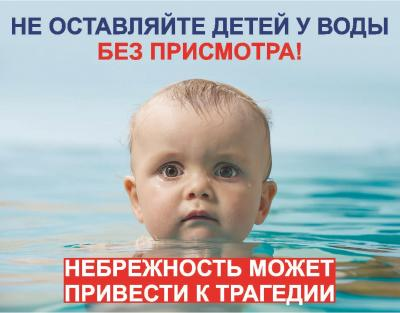 НЕ ОСТАВЛЯЙТЕ ДЕТЕЙ У ВОДЫ
БЕЗ ПРИСМОТРА!
НЕБРЕЖНОСТЬ МОЖЕТ
ПРИВЕСТИ К ТРАГЕДИИ